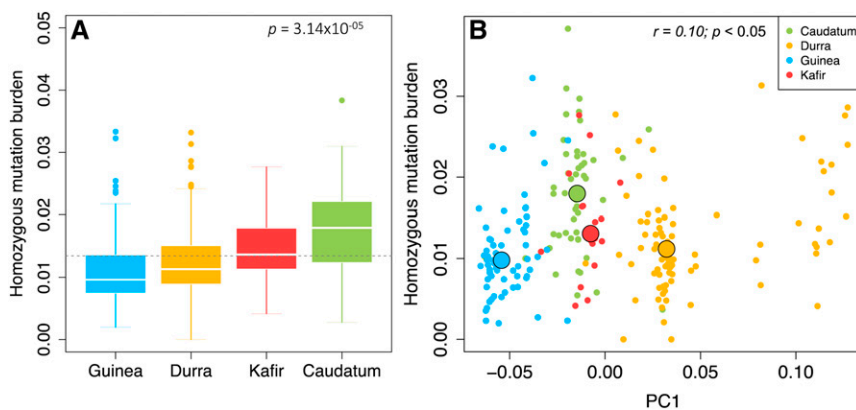 A
p = 3.14x10-05
Homozygous mutation burden
0.05
0.04
0.03
0.02
0.01
0.00
Guinea Durra Kafir Caudatum
B
r = 0.10; p < 0.05
Caudatum
Durra
Guinea
Kafir
Homozygous mutation burden
0.03
0.02
0.01
0.00
−0.05 0.00 0.05 0.10
PC1